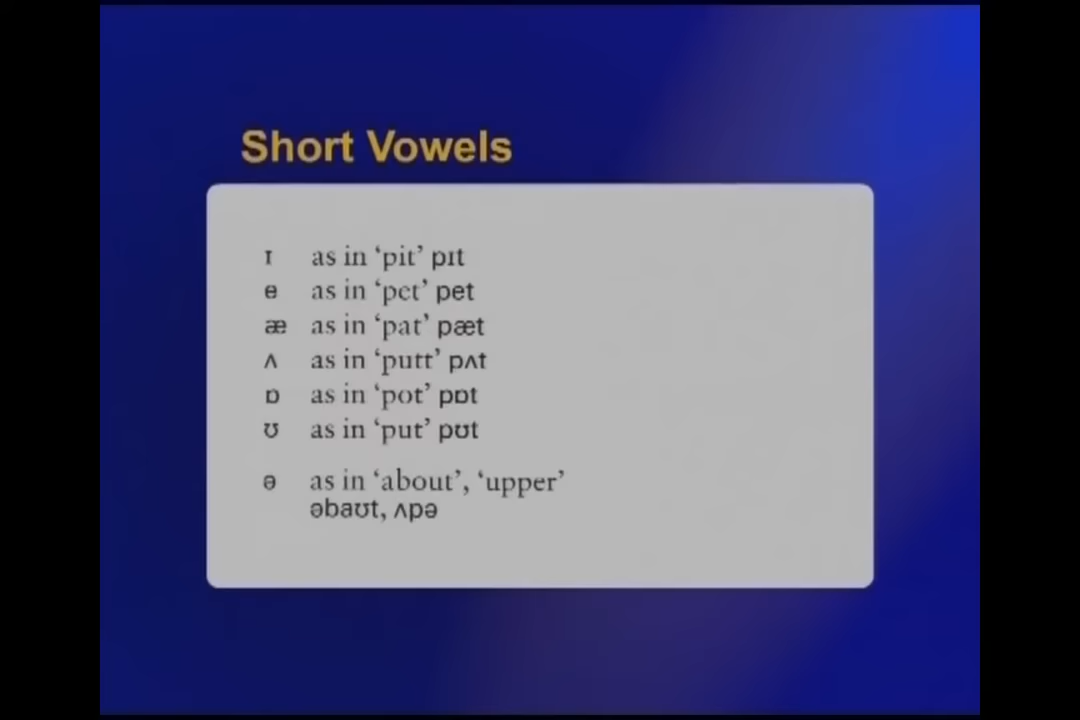 Short Vowels
ɪ as in ‘pit’ pɪt
e as in ‘pet’ pet
æ as in ‘pat’ pæt
ʌ as in ‘putt’ pʌt
ɒ as in ‘pot’ pɒt
ʊ as in ‘put’ pʊt
ə as in ‘about’, ‘upper’
əbaʊt, ʌpə